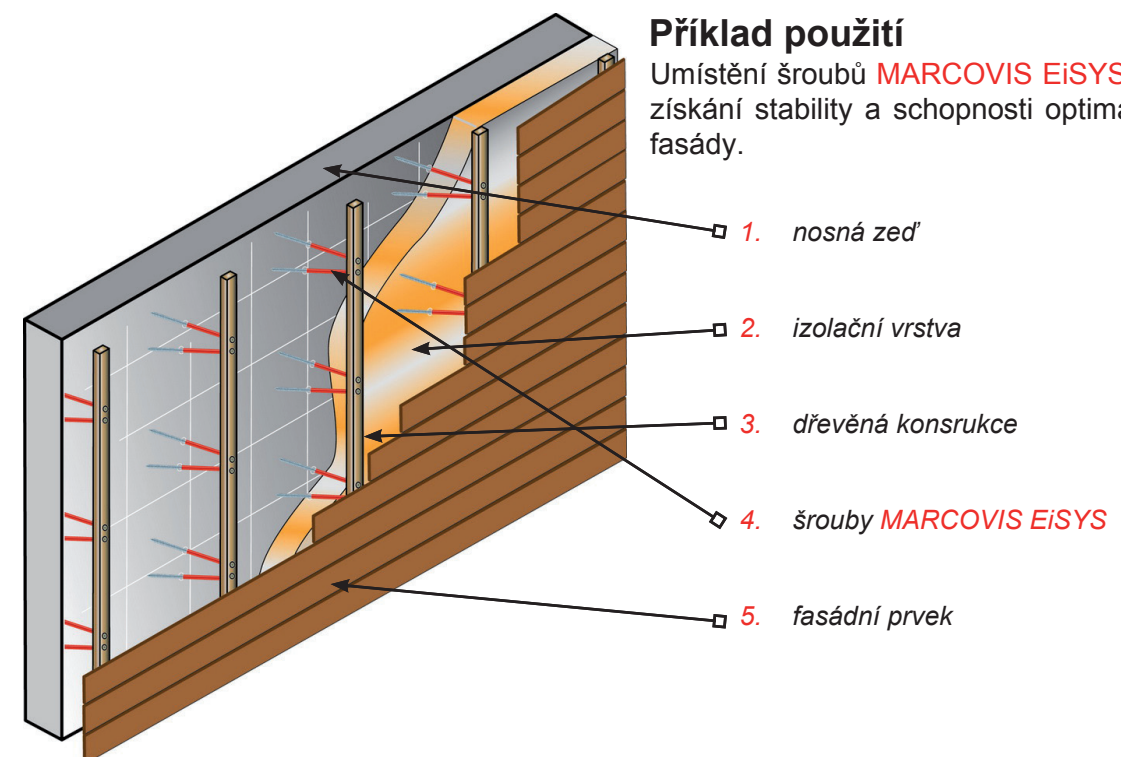 Příklad použití
Umístění šroubů MARCOVIS EiSYS
získání stability a schopnosti
fasády.
1. nosná zeď
2. izolační vrstva
3. dřevěná konsrukce
4. šrouby MARCOVIS EiSYS
5. fasádní prvek